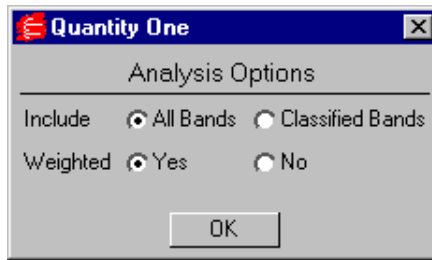 Quantity One
Analysis Options
Include All Bands Classified Bands
Weighted Yes No
OK